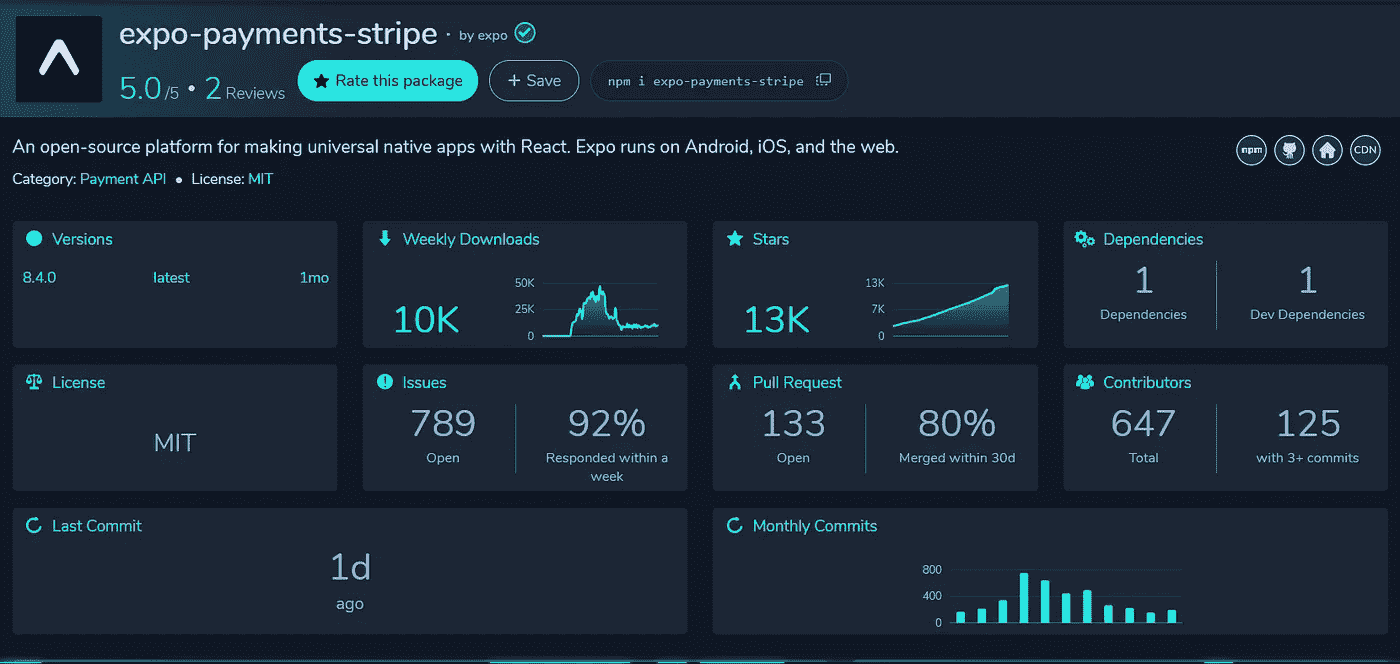 expo-payments-stripe · by expo
5.0/5 • 2 Reviews
Rate this package
+ Save
npm i expo-payments-stripe
An open-source platform for making universal native apps with React. Expo runs on Android, iOS, and the web.
npm
CDN
Category: Payment API • License: MIT
Versions
8.4.0 latest 1mo
Weekly Downloads
10K
50K
25K
0
Stars
13K
13K
7K
0
Dependencies
1
Dependencies
1
Dev Dependencies
License
MIT
Issues
789
Open
92%
Responded within a
week
Pull Request
133
Open
80%
Merged within 30d
Contributors
647
Total
125
with 3+ commits
Last Commit
1d
ago
Monthly Commits
800
400
0